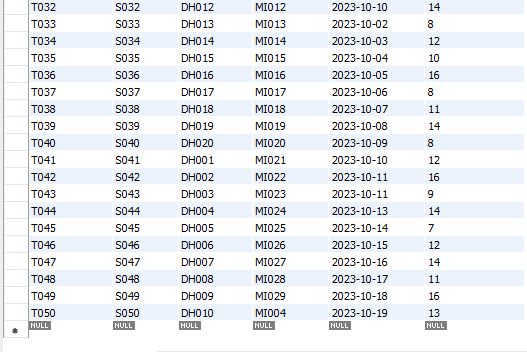 T032 S032 DH012 MI012 2023-10-10 14
T033 S033 DH013 MI013 2023-10-02 8
T034 S034 DH014 MI014 2023-10-03 12
T035 S035 DH015 MI015 2023-10-04 10
T036 S036 DH016 MI016 2023-10-05 16
T037 S037 DH017 MI017 2023-10-06 8
T038 S038 DH018 MI018 2023-10-07 11
T039 S039 DH019 MI019 2023-10-08 14
T040 S040 DH020 MI020 2023-10-09 8
T041 S041 DH001 MI021 2023-10-10 12
T042 S042 DH002 MI022 2023-10-11 16
T043 S043 DH003 MI023 2023-10-11 9
T044 S044 DH004 MI024 2023-10-13 14
T045 S045 DH005 MI025 2023-10-14 7
T046 S046 DH006 MI026 2023-10-15 12
T047 S047 DH007 MI027 2023-10-16 14
T048 S048 DH008 MI028 2023-10-17 11
T049 S049 DH009 MI029 2023-10-18 16
T050 S050 DH010 MI004 2023-10-19 13
NULL NULL NULL NULL NULL NULL